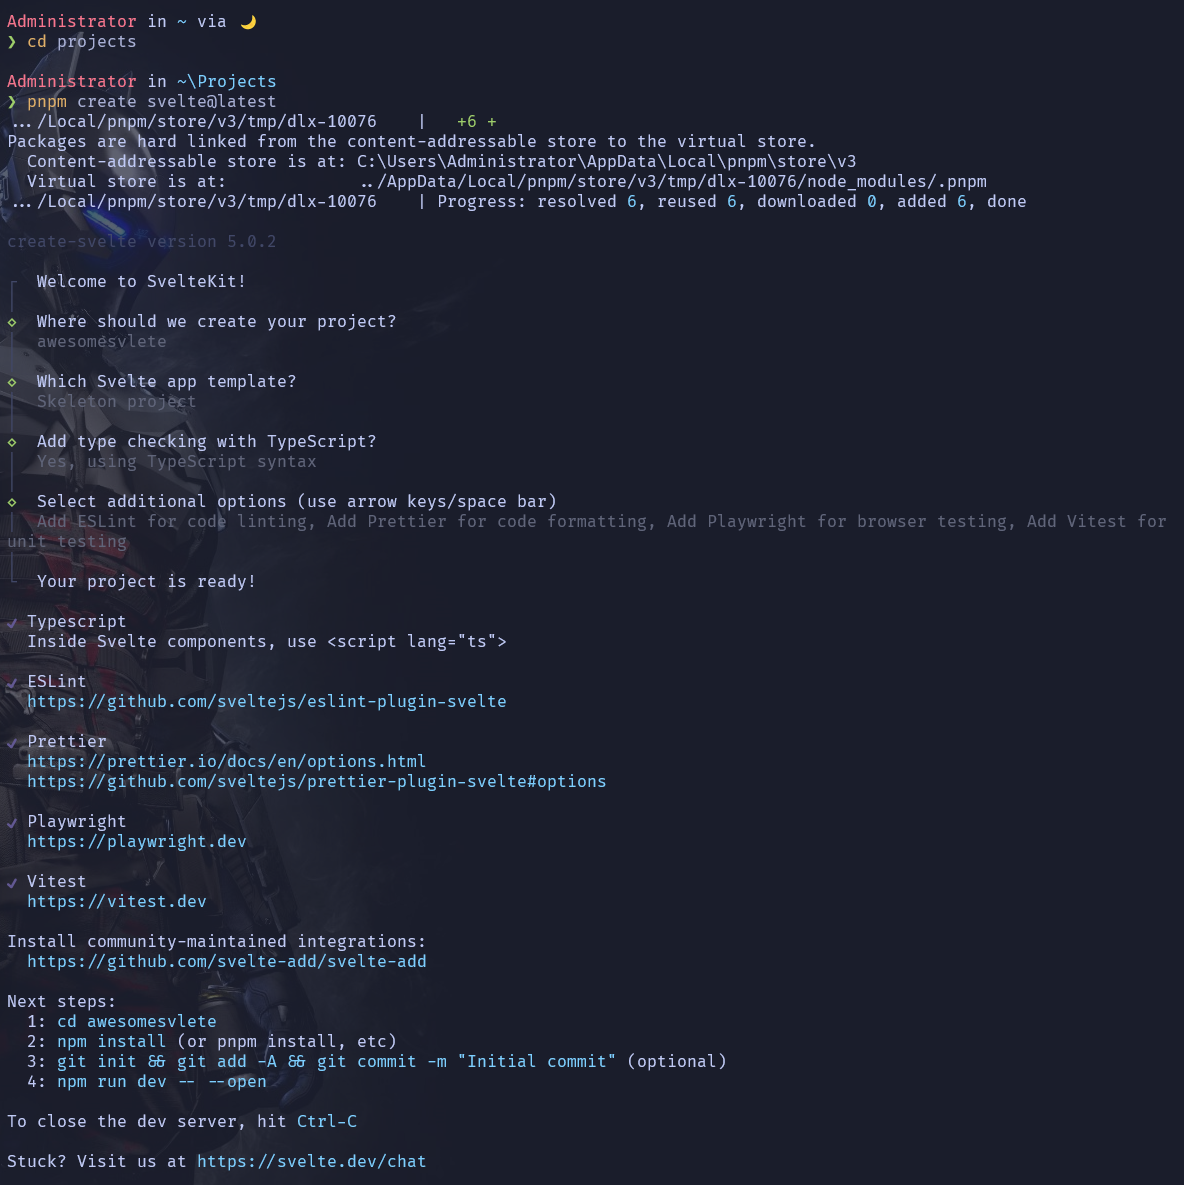 Administrator in ~ via 🌙
❯ cd projects
Administrator in ~\Projects
❯ pnpm create svelte@latest
.../Local/pnpm/store/v3/tmp/dlx-10076    |   +6 +
Packages are hard linked from the content-addressable store to the virtual store.
  Content-addressable store is at: C:\Users\Administrator\AppData\Local\pnpm\store\v3
  Virtual store is at:             ../AppData/Local/pnpm/store/v3/tmp/dlx-10076/node_modules/.pnpm
.../Local/pnpm/store/v3/tmp/dlx-10076    | Progress: resolved 6, reused 6, downloaded 0, added 6, done
create-svelte version 5.0.2
┌  Welcome to SvelteKit!
◇  Where should we create your project?
│  awesomesvlete
◇  Which Svelte app template?
│  Skeleton project
◇  Add type checking with TypeScript?
│  Yes, using TypeScript syntax
◇  Select additional options (use arrow keys/space bar)
│  Add ESLint for code linting, Add Prettier for code formatting, Add Playwright for browser testing, Add Vitest for
unit testing
└  Your project is ready!
✔ Typescript
  Inside Svelte components, use <script lang="ts">
✔ ESLint
  https://github.com/sveltejs/eslint-plugin-svelte
✔ Prettier
  https://prettier.io/docs/en/options.html
  https://github.com/sveltejs/prettier-plugin-svelte#options
✔ Playwright
  https://playwright.dev
✔ Vitest
  https://vitest.dev
Install community-maintained integrations:
  https://github.com/svelte-add/svelte-add
Next steps:
  1: cd awesomesvlete
  2: npm install (or pnpm install, etc)
  3: git init && git add -A && git commit -m "Initial commit" (optional)
  4: npm run dev -- --open
To close the dev server, hit Ctrl-C
Stuck? Visit us at https://svelte.dev/chat